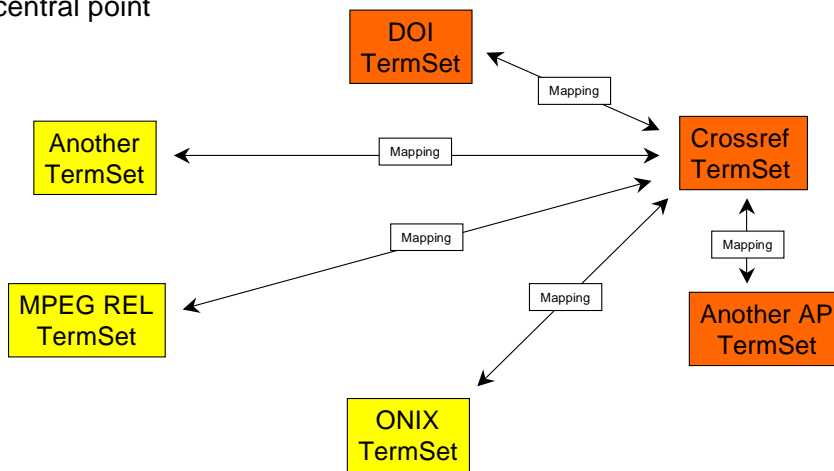 central point
DOI
TermSet
Mapping
Another
TermSet
Mapping
Crossref
TermSet
Mapping
Mapping
MPEG REL
TermSet
Mapping
Another AP
TermSet
ONIX
TermSet